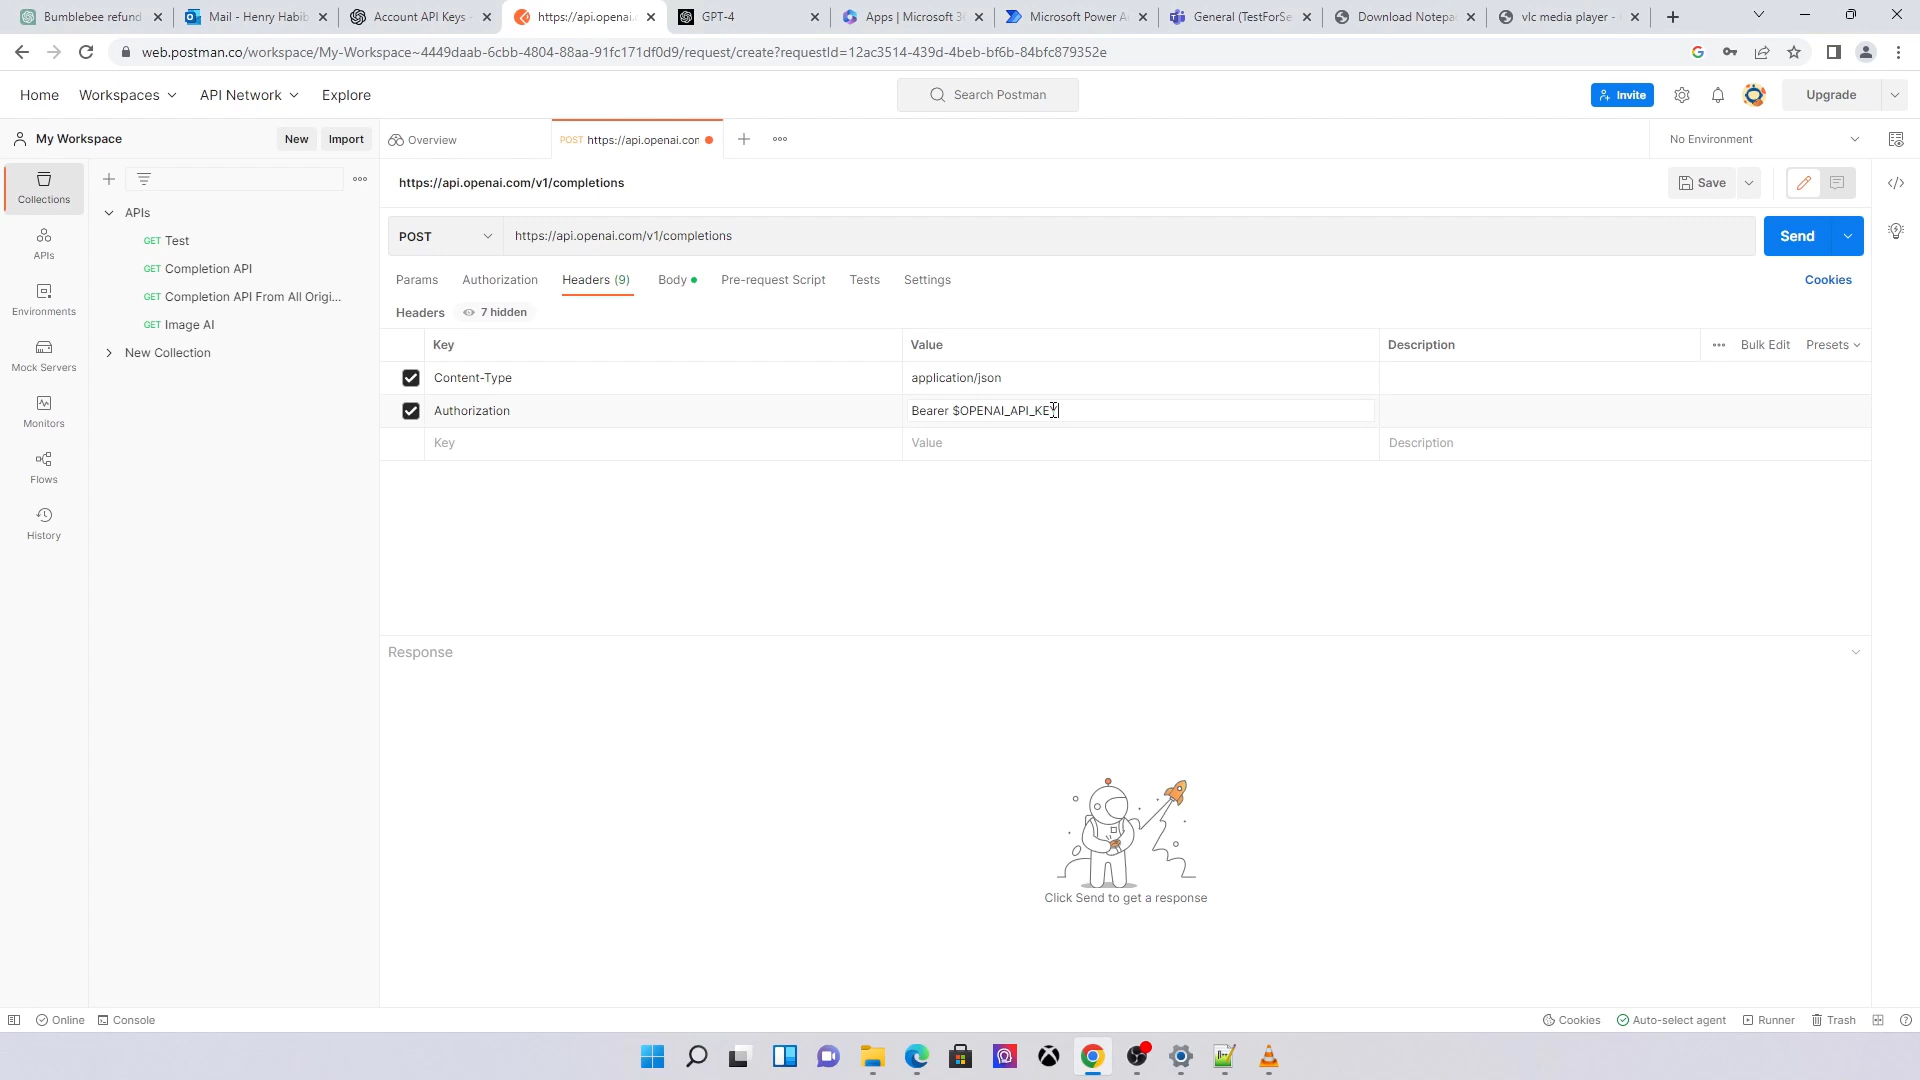 Bumblebee refund
Mail - Henry Habib
Account API Keys -
https://api.openai.
GPT-4
Apps | Microsoft 3
Microsoft Power A
General (TestForSe
Download Notepa
vlc media player -
web.postman.co/workspace/My-Workspace~4449daab-6cbb-4804-88aa-91fc171df0d9/request/create?requestId=12ac3514-439d-4beb-bf6b-84bfc879352e
Home Workspaces API Network Explore
Search Postman
Invite
Upgrade
My Workspace
New Import
Overview
POST https://api.openai.con
No Environment
Collections
APIs
Environments
Mock Servers
Monitors
Flows
History
APIs
GET Test
GET Completion API
GET Completion API From All Origi...
GET Image AI
New Collection
https://api.openai.com/v1/completions
Save
POST https://api.openai.com/v1/completions
Send
Params Authorization Headers (9) Body Pre-request Script Tests Settings
Cookies
Headers 7 hidden
Key Value Description
Bulk Edit Presets
Content-Type application/json
Authorization Bearer $OPENAI_API_KEY
Key Value Description
Response
Click Send to get a response
Online Console
Cookies Auto-select agent Runner Trash